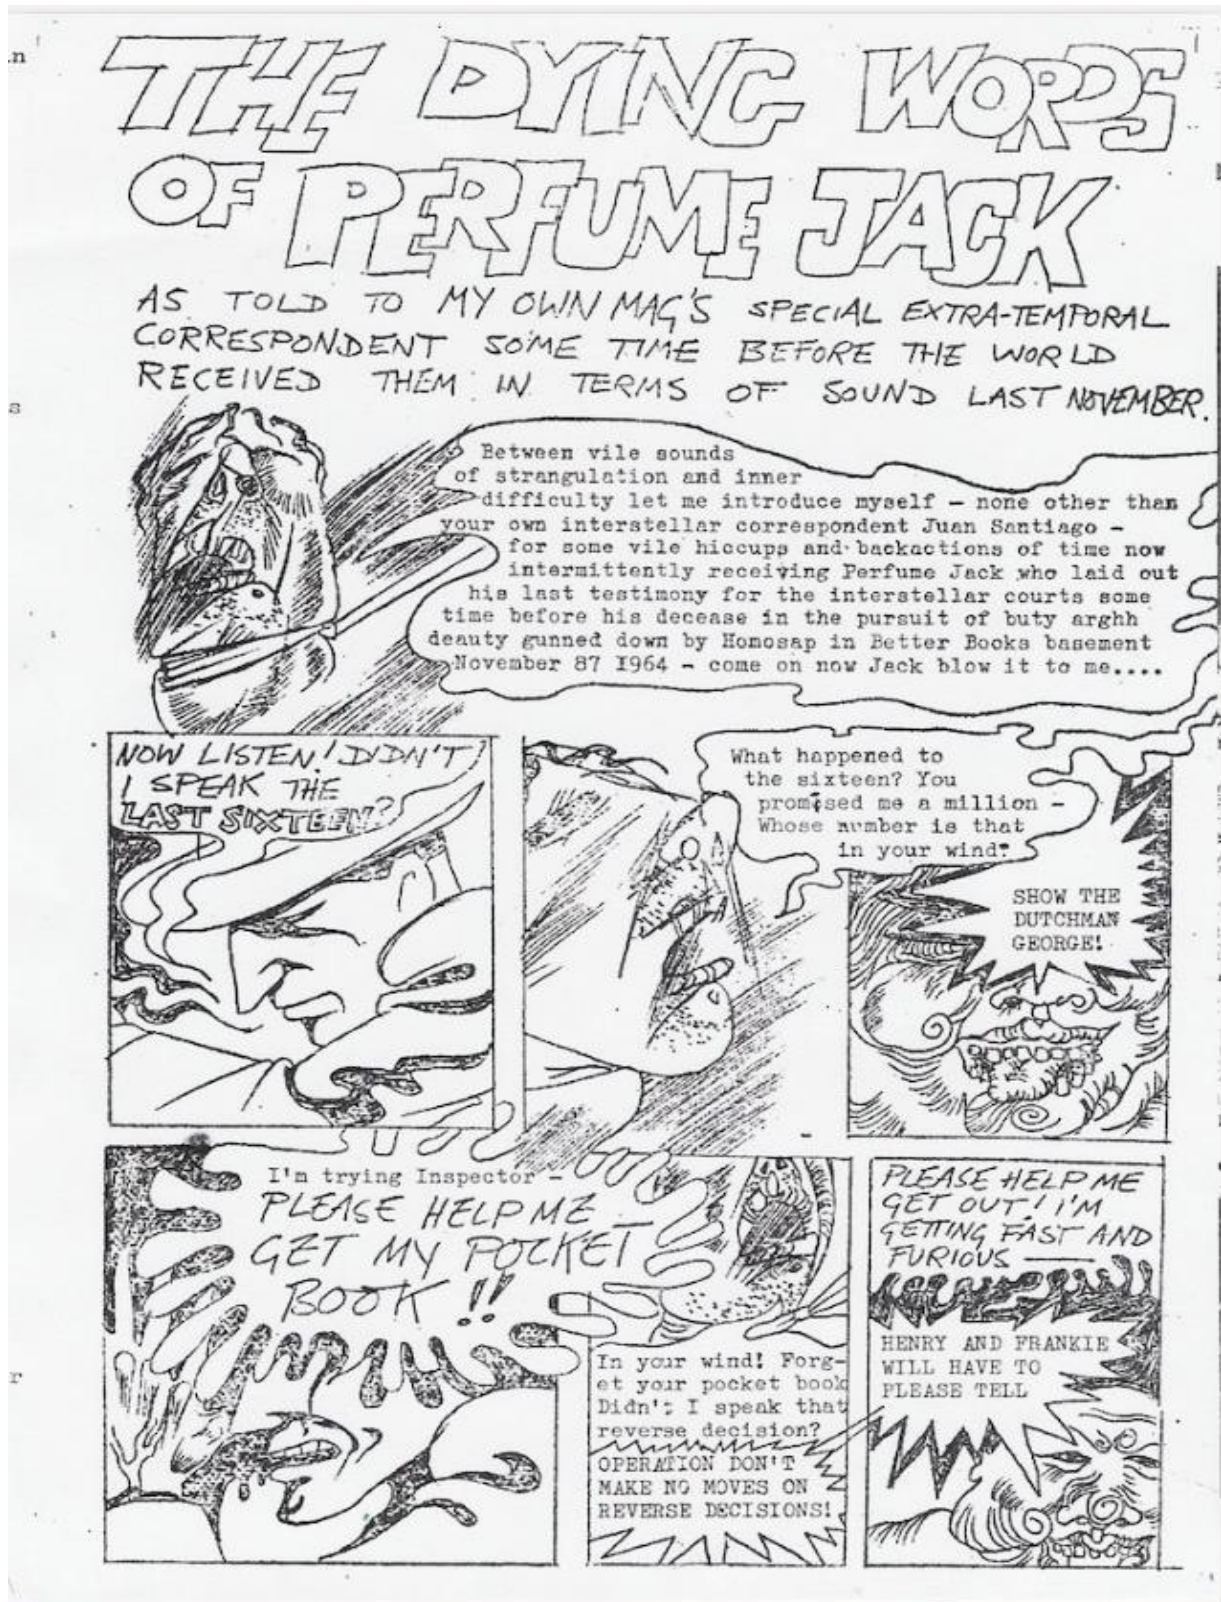 THE DYING WORDS
OF PERFUME JACK
AS TOLD TO MY OWN MAG'S SPECIAL EXTRA-TEMPORAL
CORRESPONDENT SOME TIME BEFORE THE WORLD
RECEIVED THEM IN TERMS OF SOUND LAST NOVEMBER.
Between vile sounds
of strangulation and inner
difficulty let me introduce myself - none other than
your own interstellar correspondent Juan Santiago -
for some vile hiccups and backactions of time now
intermittently receiving Perfume Jack who laid out
his last testimony for the interstellar courts some
time before his decease in the pursuit of buty arghh
deauty gunned down by Homosap in Better Books basement
November 87 I964 - come on now Jack blow it to me....
NOW LISTEN! DIDN'T
I SPEAK THE
LAST SIXTEEN?
What happened to
the sixteen? You
promised me a million -
Whose number is that
in your wind?
SHOW THE
DUTCHMAN
GEORGE!
I'm trying Inspector -
PLEASE HELP ME
GET MY POCKET
BOOK!!
In your wind! Forg-
et your pocket book
Didn't I speak that
reverse decision?
OPERATION DON'T
MAKE NO MOVES ON
REVERSE DECISIONS!
PLEASE HELP ME
GET OUT! I'M
GETTING FAST AND
FURIOUS
HENRY AND FRANKIE
WILL HAVE TO
PLEASE TELL